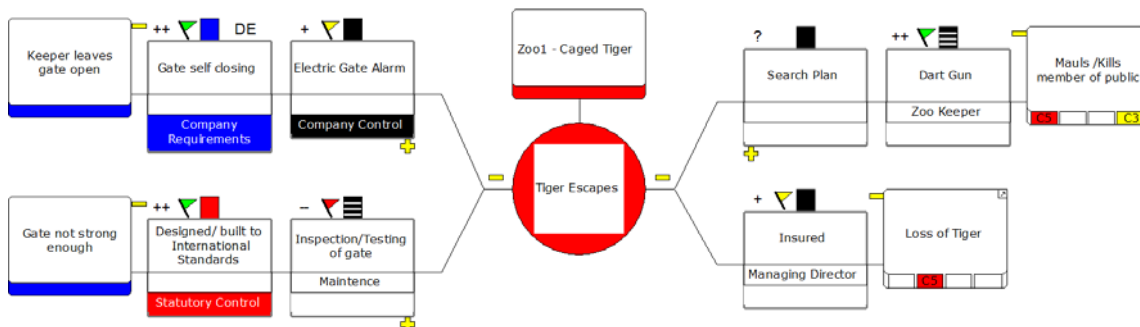 Keeper leaves
gate open
++
DE
Gate self closing
Company
Requirements
+
Electric Gate Alarm
Company Control
Zoo1 - Caged Tiger
Tiger Escapes
?
Search Plan
++
Dart Gun
Zoo Keeper
Mauls /Kills
member of public
C5
C3
Gate not strong
enough
++
Designed/ built to
International
Standards
Statutory Control
–
Inspection/Testing
of gate
Maintence
+
Insured
Managing Director
Loss of Tiger
C5